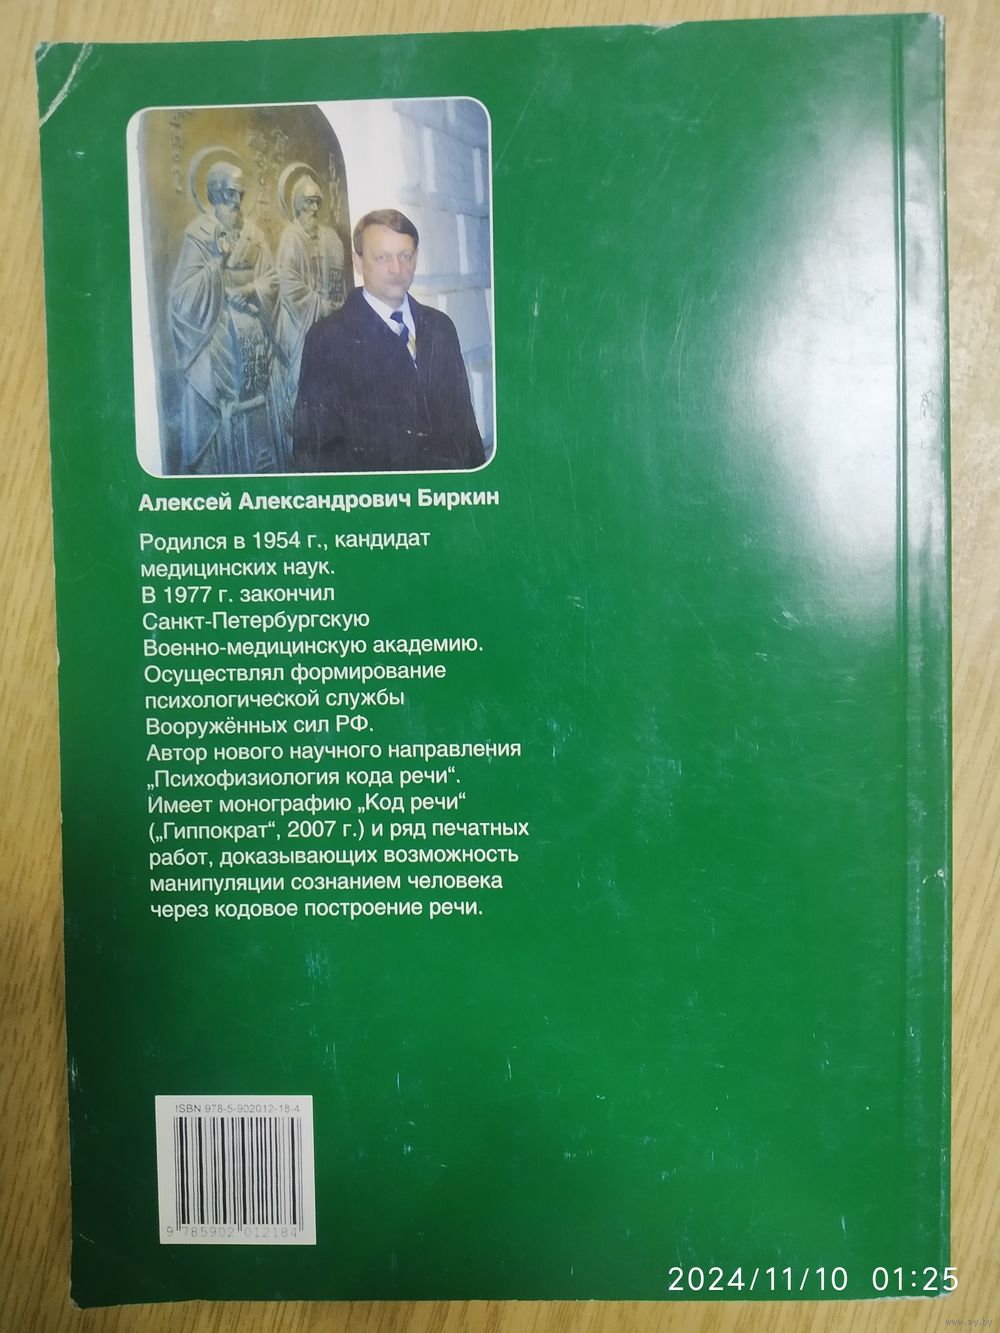 Алексей Александрович Биркин
Родился в 1954 г., кандидат
медицинских наук.
В 1977 г. закончил
Санкт-Петербургскую
Военно-медицинскую академию.
Осуществлял формирование
психологической службы
Вооружённых сил РФ.
Автор нового научного направления
„Психофизиология кода речи“.
Имеет монографию „Код речи“
(„Гиппократ“, 2007 г.) и ряд печатных
работ, доказывающих возможность
манипуляции сознанием человека
через кодовое построение речи.
ISBN 978-5-902012-18-4
9 785902 012184
2024/11/10 01:25
www.ay.by